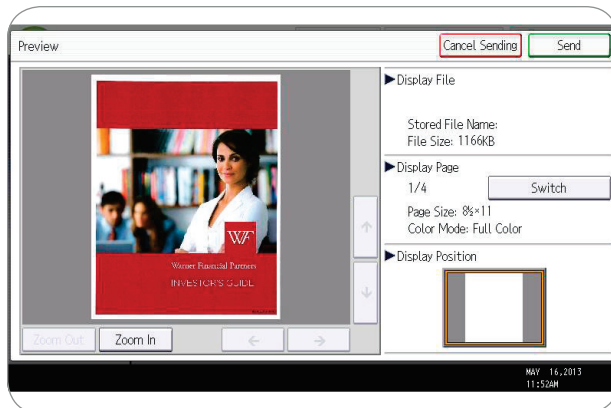 Preview
Cancel Sending
Send
▶Display File
Stored File Name:
File Size: 1166KB
▶Display Page
1/4
Switch
Page Size: 8½×11
Color Mode: Full Color
▶Display Position
WF
Warner Financial Partners
INVESTOR'S GUIDE
Zoom Out
Zoom In
←
→
↑
↓
MAY 16,2013
11:52AM